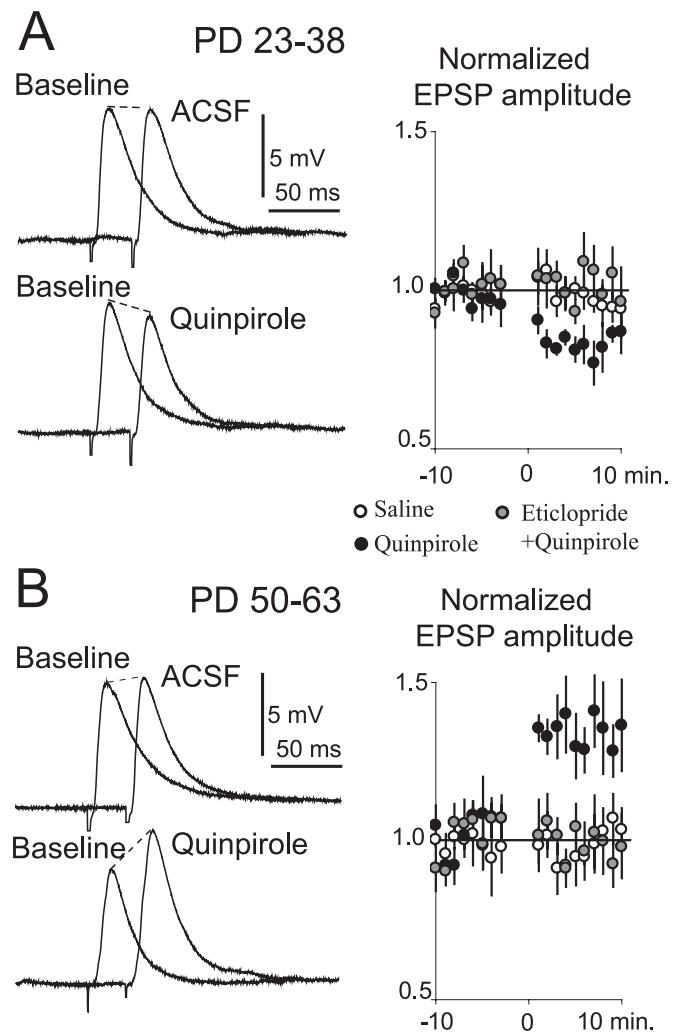 A
PD 23-38
Baseline
ACSF
5 mV
50 ms
Baseline
Quinpirole
Normalized
EPSP amplitude
1.5
1.0
0.5
-10
0
10 min.
Saline
Quinpirole
Eticlopride
+Quinpirole
B
PD 50-63
Baseline
ACSF
5 mV
50 ms
Baseline
Quinpirole
Normalized
EPSP amplitude
1.5
1.0
0.5
-10
0
10 min.